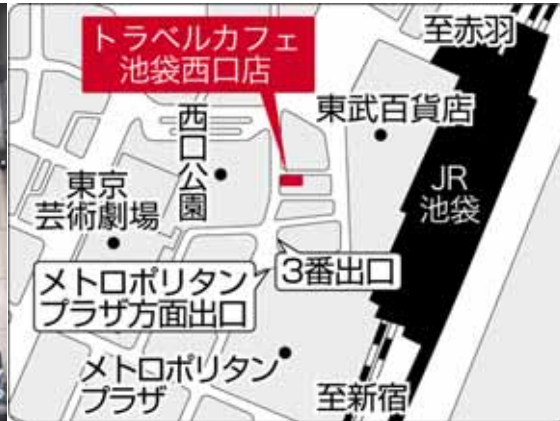 トラベルカフェ
池袋西口店
至赤羽
東武百貨店
西口公園
JR
池袋
東京
芸術劇場
3番出口
メトロポリタン
プラザ方面出口
メトロポリタン
プラザ
至新宿